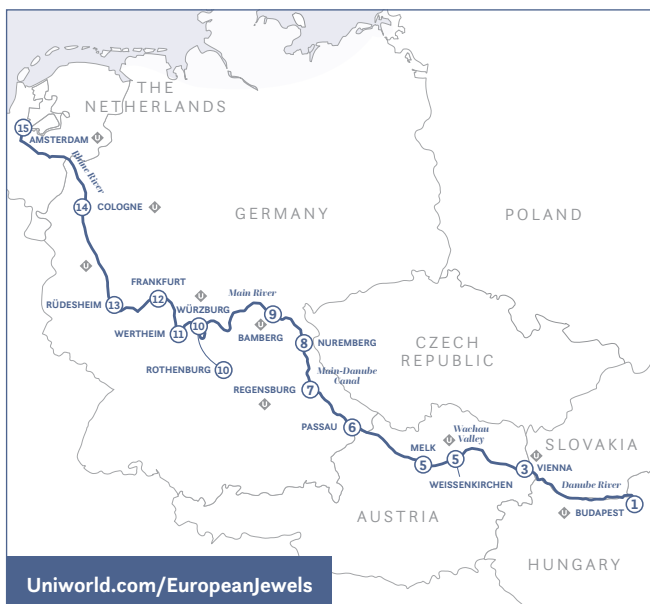 THE
NETHERLANDS
15
AMSTERDAM
U
Rhine River
14
COLOGNE
U
GERMANY
POLAND
U
FRANKFURT
12
RÜDESHEIM
13
U
WÜRZBURG
10
Main River
9
WERTHEIM
11
U
BAMBERG
8
NUREMBERG
CZECH
REPUBLIC
ROTHENBURG
10
Main-Danube
Canal
REGENSBURG
7
U
PASSAU
6
MELK
5
U
Wachau
Valley
5
WEISSENKIRCHEN
SLOVAKIA
U
3
VIENNA
Danube River
1
U
BUDAPEST
AUSTRIA
HUNGARY
Uniworld.com/EuropeanJewels